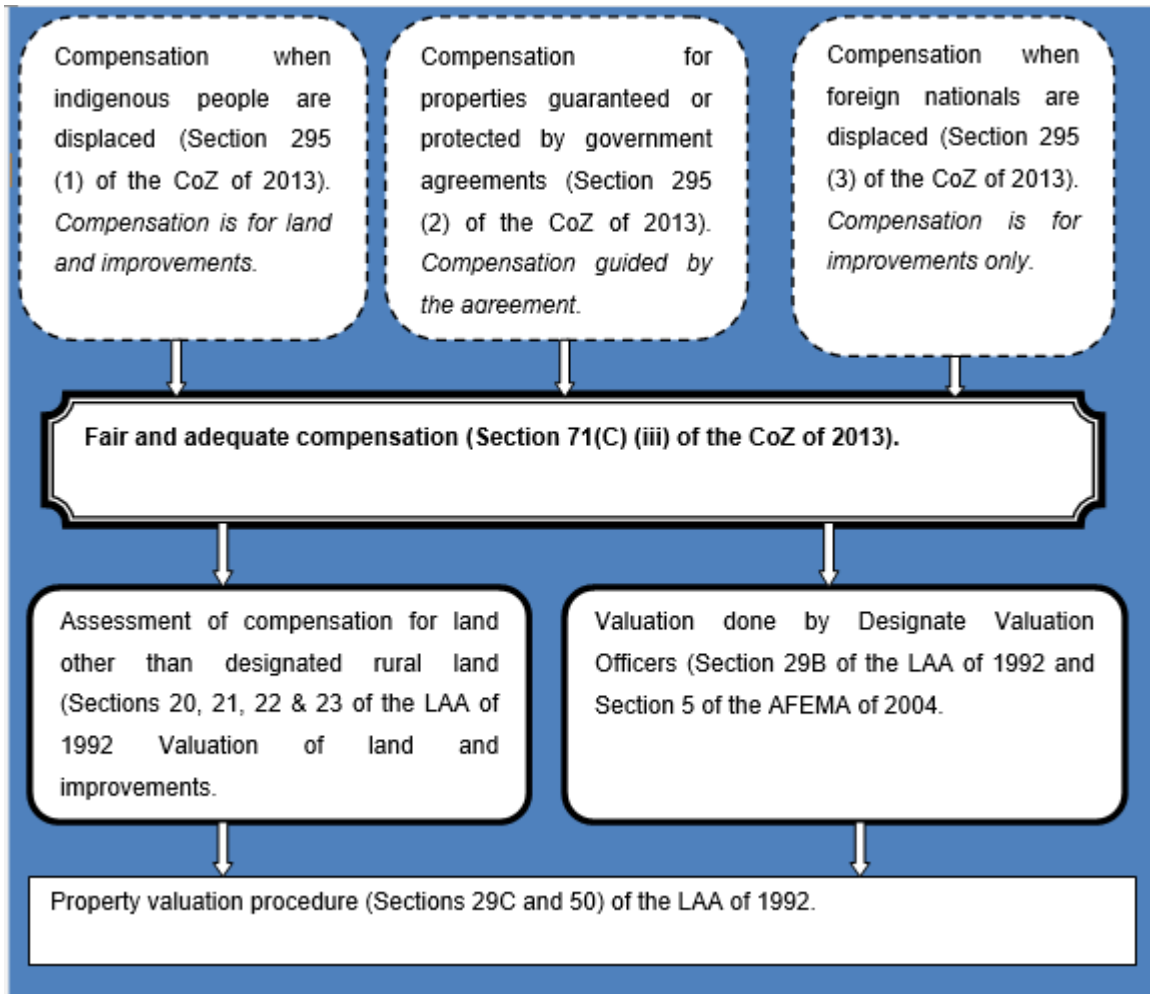 Compensation when
indigenous people are
displaced (Section 295
(1) of the CoZ of 2013).
Compensation is for land
and improvements.
Compensation for
properties guaranteed or
protected by government
agreements (Section 295
(2) of the CoZ of 2013).
Compensation guided by
the agreement.
Compensation when
foreign nationals are
displaced (Section 295
(3) of the CoZ of 2013).
Compensation is for
improvements only.
Fair and adequate compensation (Section 71(C) (iii) of the CoZ of 2013).
Assessment of compensation for land
other than designated rural land
(Sections 20, 21, 22 & 23 of the LAA of
1992 Valuation of land and
improvements.
Valuation done by Designate Valuation
Officers (Section 29B of the LAA of 1992 and
Section 5 of the AFEMA of 2004.
Property valuation procedure (Sections 29C and 50) of the LAA of 1992.